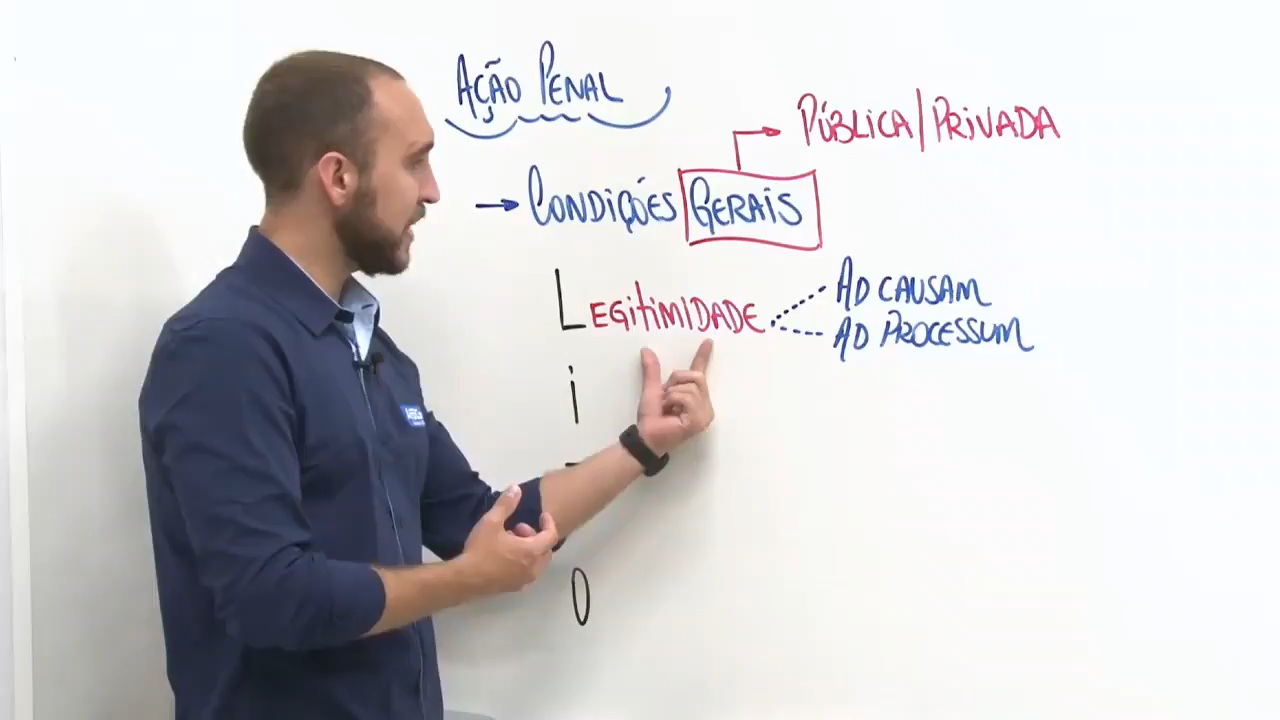 AÇÃO PENAL
PÚBLICA/PRIVADA
→ CONDIÇÕES GERAIS
LEGITIMIDADE
AD CAUSAM
AD PROCESSUM
i
O